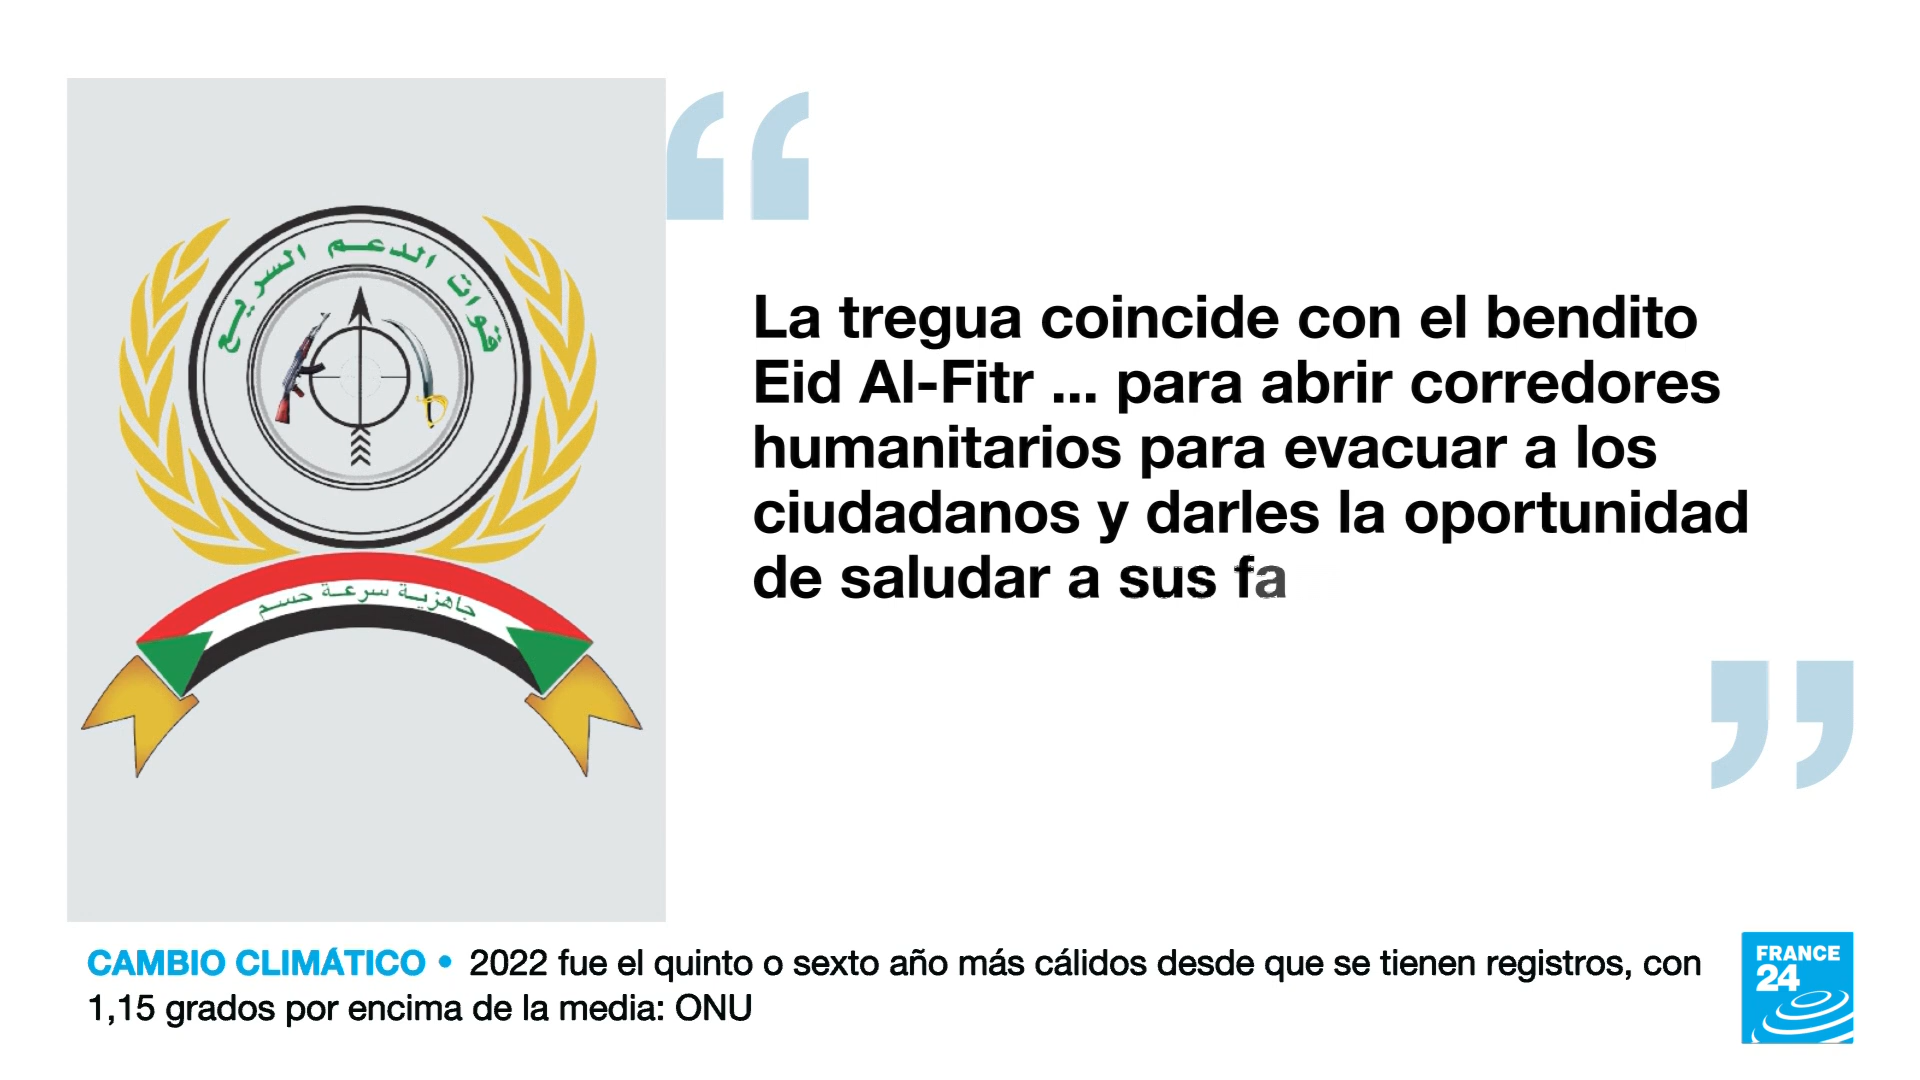 قوات الدعم السريع
جاهزية سرعة حسم
La tregua coincide con el bendito
Eid Al-Fitr ... para abrir corredores
humanitarios para evacuar a los
ciudadanos y darles la oportunidad
de saludar a sus fa
CAMBIO CLIMÁTICO • 2022 fue el quinto o sexto año más cálidos desde que se tienen registros, con
1,15 grados por encima de la media: ONU
FRANCE
24